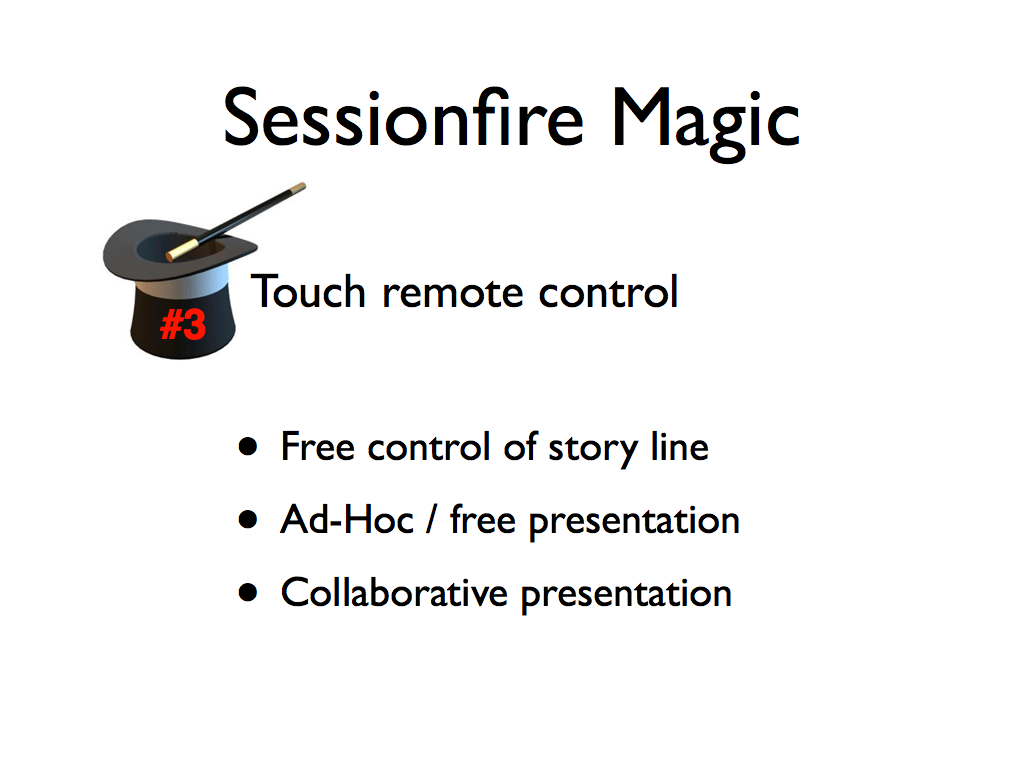 Sessionfire Magic
#3
Touch remote control
• Free control of story line
• Ad-Hoc / free presentation
• Collaborative presentation